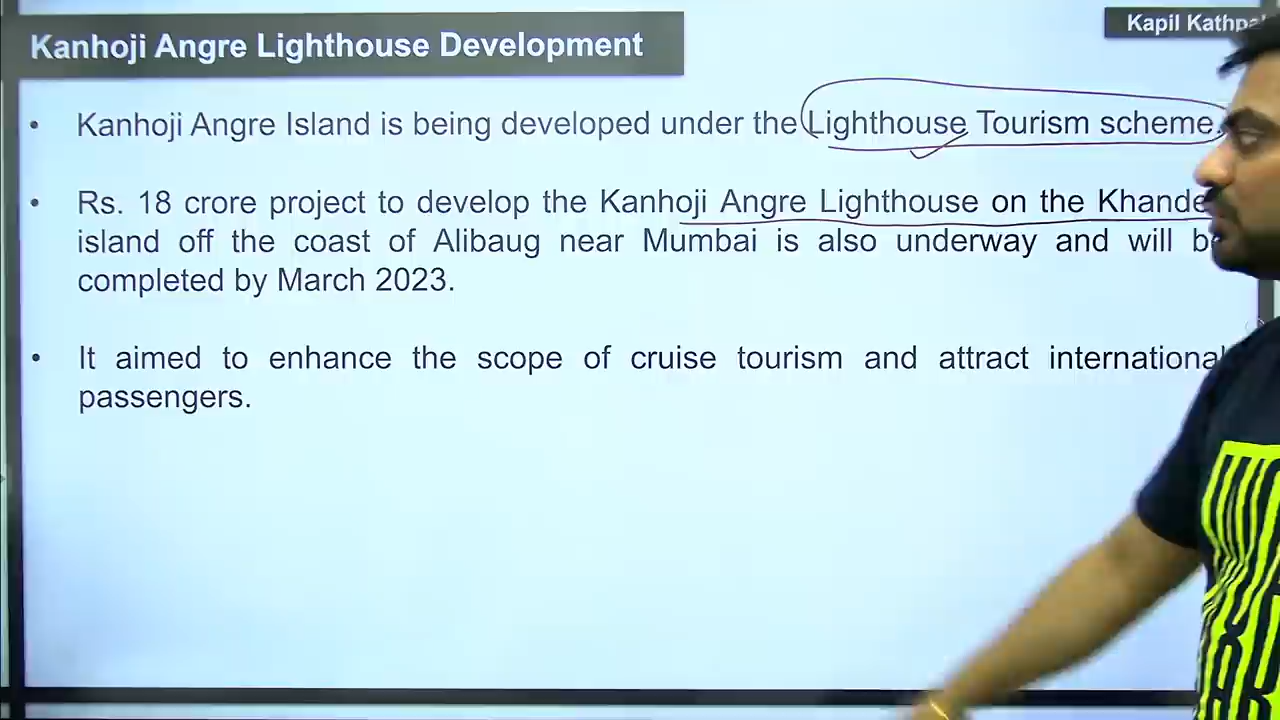 Kapil Kathpal
Kanhoji Angre Lighthouse Development
• Kanhoji Angre Island is being developed under the Lighthouse Tourism scheme.
• Rs. 18 crore project to develop the Kanhoji Angre Lighthouse on the Khande
island off the coast of Alibaug near Mumbai is also underway and will be
completed by March 2023.
• It aimed to enhance the scope of cruise tourism and attract international
passengers.